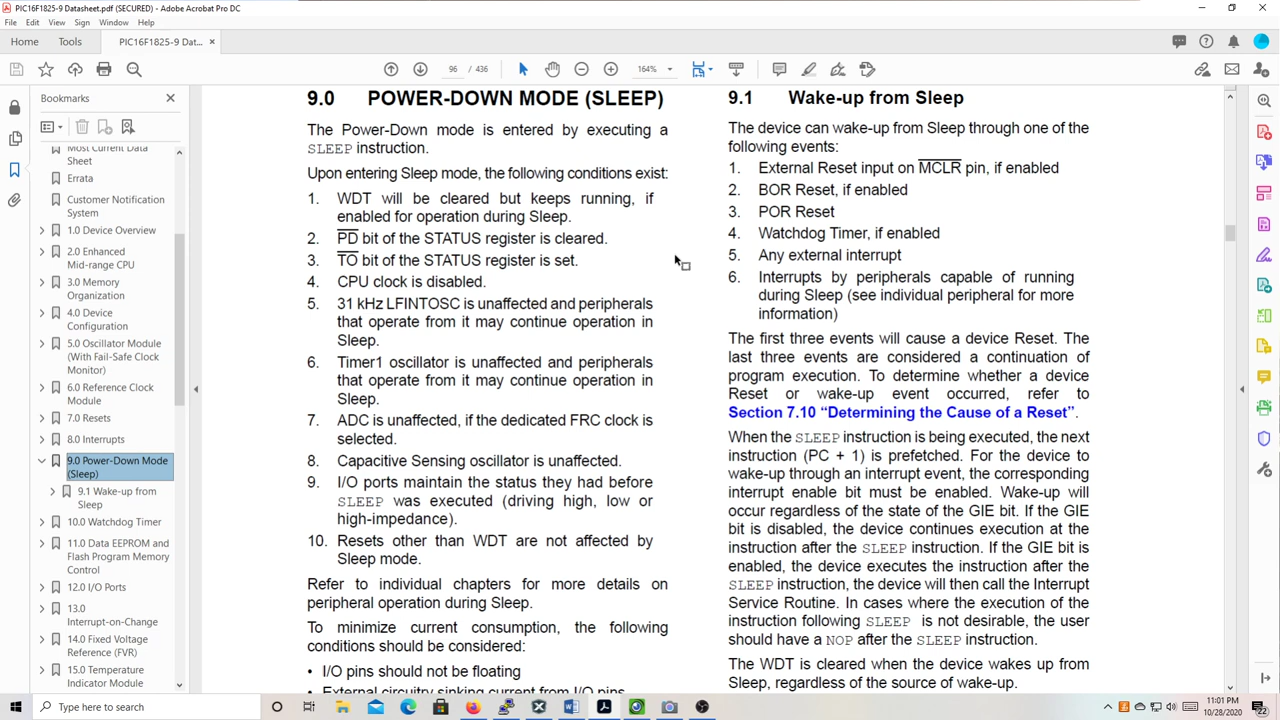 PIC16F1825-9 Datasheet.pdf (SECURED) - Adobe Acrobat Pro DC
File Edit View Sign Window Help
Home Tools PIC16F1825-9 Dat... ×
96 / 436 164%
Bookmarks
Most Current Data
Sheet
Errata
Customer Notification
System
1.0 Device Overview
2.0 Enhanced
Mid-range CPU
3.0 Memory
Organization
4.0 Device
Configuration
5.0 Oscillator Module
(With Fail-Safe Clock
Monitor)
6.0 Reference Clock
Module
7.0 Resets
8.0 Interrupts
9.0 Power-Down Mode
(Sleep)
9.1 Wake-up from
Sleep
10.0 Watchdog Timer
11.0 Data EEPROM and
Flash Program Memory
Control
12.0 I/O Ports
13.0
Interrupt-on-Change
14.0 Fixed Voltage
Reference (FVR)
15.0 Temperature
Indicator Module
9.0 POWER-DOWN MODE (SLEEP)
The Power-Down mode is entered by executing a
SLEEP instruction.
Upon entering Sleep mode, the following conditions exist:
1. WDT will be cleared but keeps running, if
enabled for operation during Sleep.
2. PD bit of the STATUS register is cleared.
3. TO bit of the STATUS register is set.
4. CPU clock is disabled.
5. 31 kHz LFINTOSC is unaffected and peripherals
that operate from it may continue operation in
Sleep.
6. Timer1 oscillator is unaffected and peripherals
that operate from it may continue operation in
Sleep.
7. ADC is unaffected, if the dedicated FRC clock is
selected.
8. Capacitive Sensing oscillator is unaffected.
9. I/O ports maintain the status they had before
SLEEP was executed (driving high, low or
high-impedance).
10. Resets other than WDT are not affected by
Sleep mode.
Refer to individual chapters for more details on
peripheral operation during Sleep.
To minimize current consumption, the following
conditions should be considered:
• I/O pins should not be floating
• External circuitry sinking current from I/O pins
9.1 Wake-up from Sleep
The device can wake-up from Sleep through one of the
following events:
1. External Reset input on MCLR pin, if enabled
2. BOR Reset, if enabled
3. POR Reset
4. Watchdog Timer, if enabled
5. Any external interrupt
6. Interrupts by peripherals capable of running
during Sleep (see individual peripheral for more
information)
The first three events will cause a device Reset. The
last three events are considered a continuation of
program execution. To determine whether a device
Reset or wake-up event occurred, refer to
Section 7.10 “Determining the Cause of a Reset”.
When the SLEEP instruction is being executed, the next
instruction (PC + 1) is prefetched. For the device to
wake-up through an interrupt event, the corresponding
interrupt enable bit must be enabled. Wake-up will
occur regardless of the state of the GIE bit. If the GIE
bit is disabled, the device continues execution at the
instruction after the SLEEP instruction. If the GIE bit is
enabled, the device executes the instruction after the
SLEEP instruction, the device will then call the Interrupt
Service Routine. In cases where the execution of the
instruction following SLEEP is not desirable, the user
should have a NOP after the SLEEP instruction.
The WDT is cleared when the device wakes up from
Sleep, regardless of the source of wake-up.
Type here to search
11:01 PM
10/28/2020
22